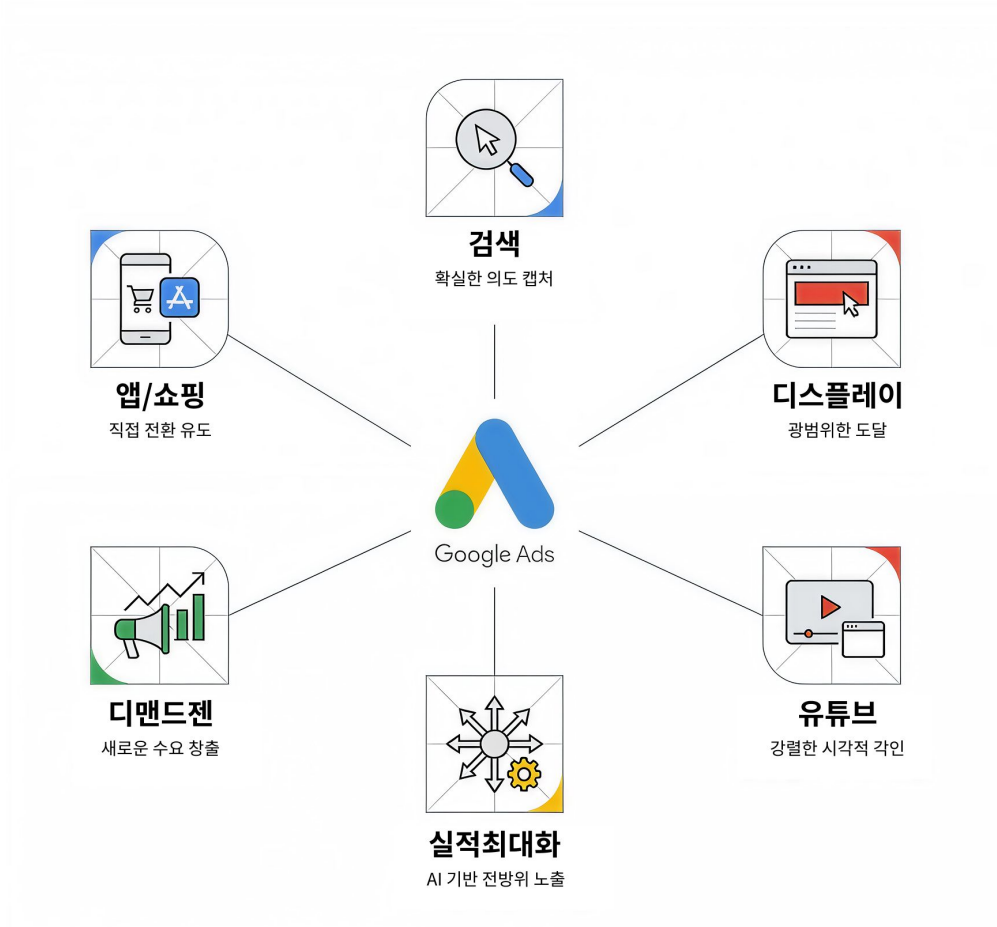 검색
확실한 의도 캡처
앱/쇼핑
직접 전환 유도
디스플레이
광범위한 도달
Google Ads
디맨드젠
새로운 수요 창출
유튜브
강렬한 시각적 각인
실적최대화
AI 기반 전방위 노출